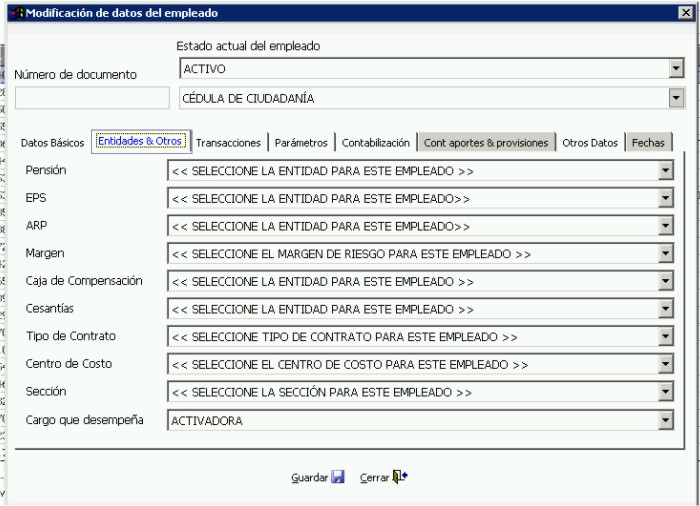 Modificación de datos del empleado
Estado actual del empleado
Número de documento
ACTIVO
CÉDULA DE CIUDADANÍA
Datos Básicos Entidades & Otros Transacciones Parámetros Contabilización Cont aportes & provisiones Otros Datos Fechas
Pensión << SELECCIONE LA ENTIDAD PARA ESTE EMPLEADO >>
EPS << SELECCIONE LA ENTIDAD PARA ESTE EMPLEADO>>
ARP << SELECCIONE LA ENTIDAD PARA ESTE EMPLEADO >>
Margen << SELECCIONE EL MARGEN DE RIESGO PARA ESTE EMPLEADO >>
Caja de Compensación << SELECCIONE LA ENTIDAD PARA ESTE EMPLEADO >>
Cesantías << SELECCIONE LA ENTIDAD PARA ESTE EMPLEADO >>
Tipo de Contrato << SELECCIONE TIPO DE CONTRATO PARA ESTE EMPLEADO >>
Centro de Costo << SELECCIONE EL CENTRO DE COSTO PARA ESTE EMPLEADO >>
Sección << SELECCIONE LA SECCIÓN PARA ESTE EMPLEADO >>
Cargo que desempeña ACTIVADORA
Guardar Cerrar